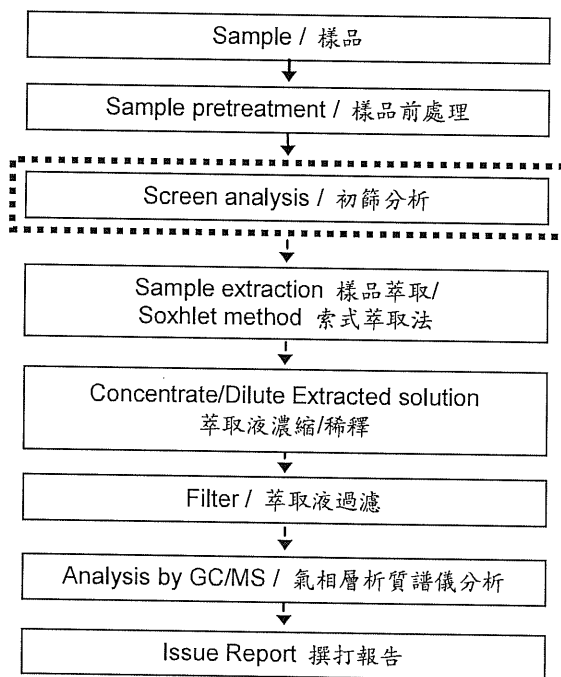 Sample / 樣品
Sample pretreatment / 樣品前處理
Screen analysis / 初篩分析
Sample extraction 樣品萃取/
Soxhlet method 索式萃取法
Concentrate/Dilute Extracted solution
萃取液濃縮/稀釋
Filter / 萃取液過濾
Analysis by GC/MS / 氣相層析質譜儀分析
Issue Report 撰打報告